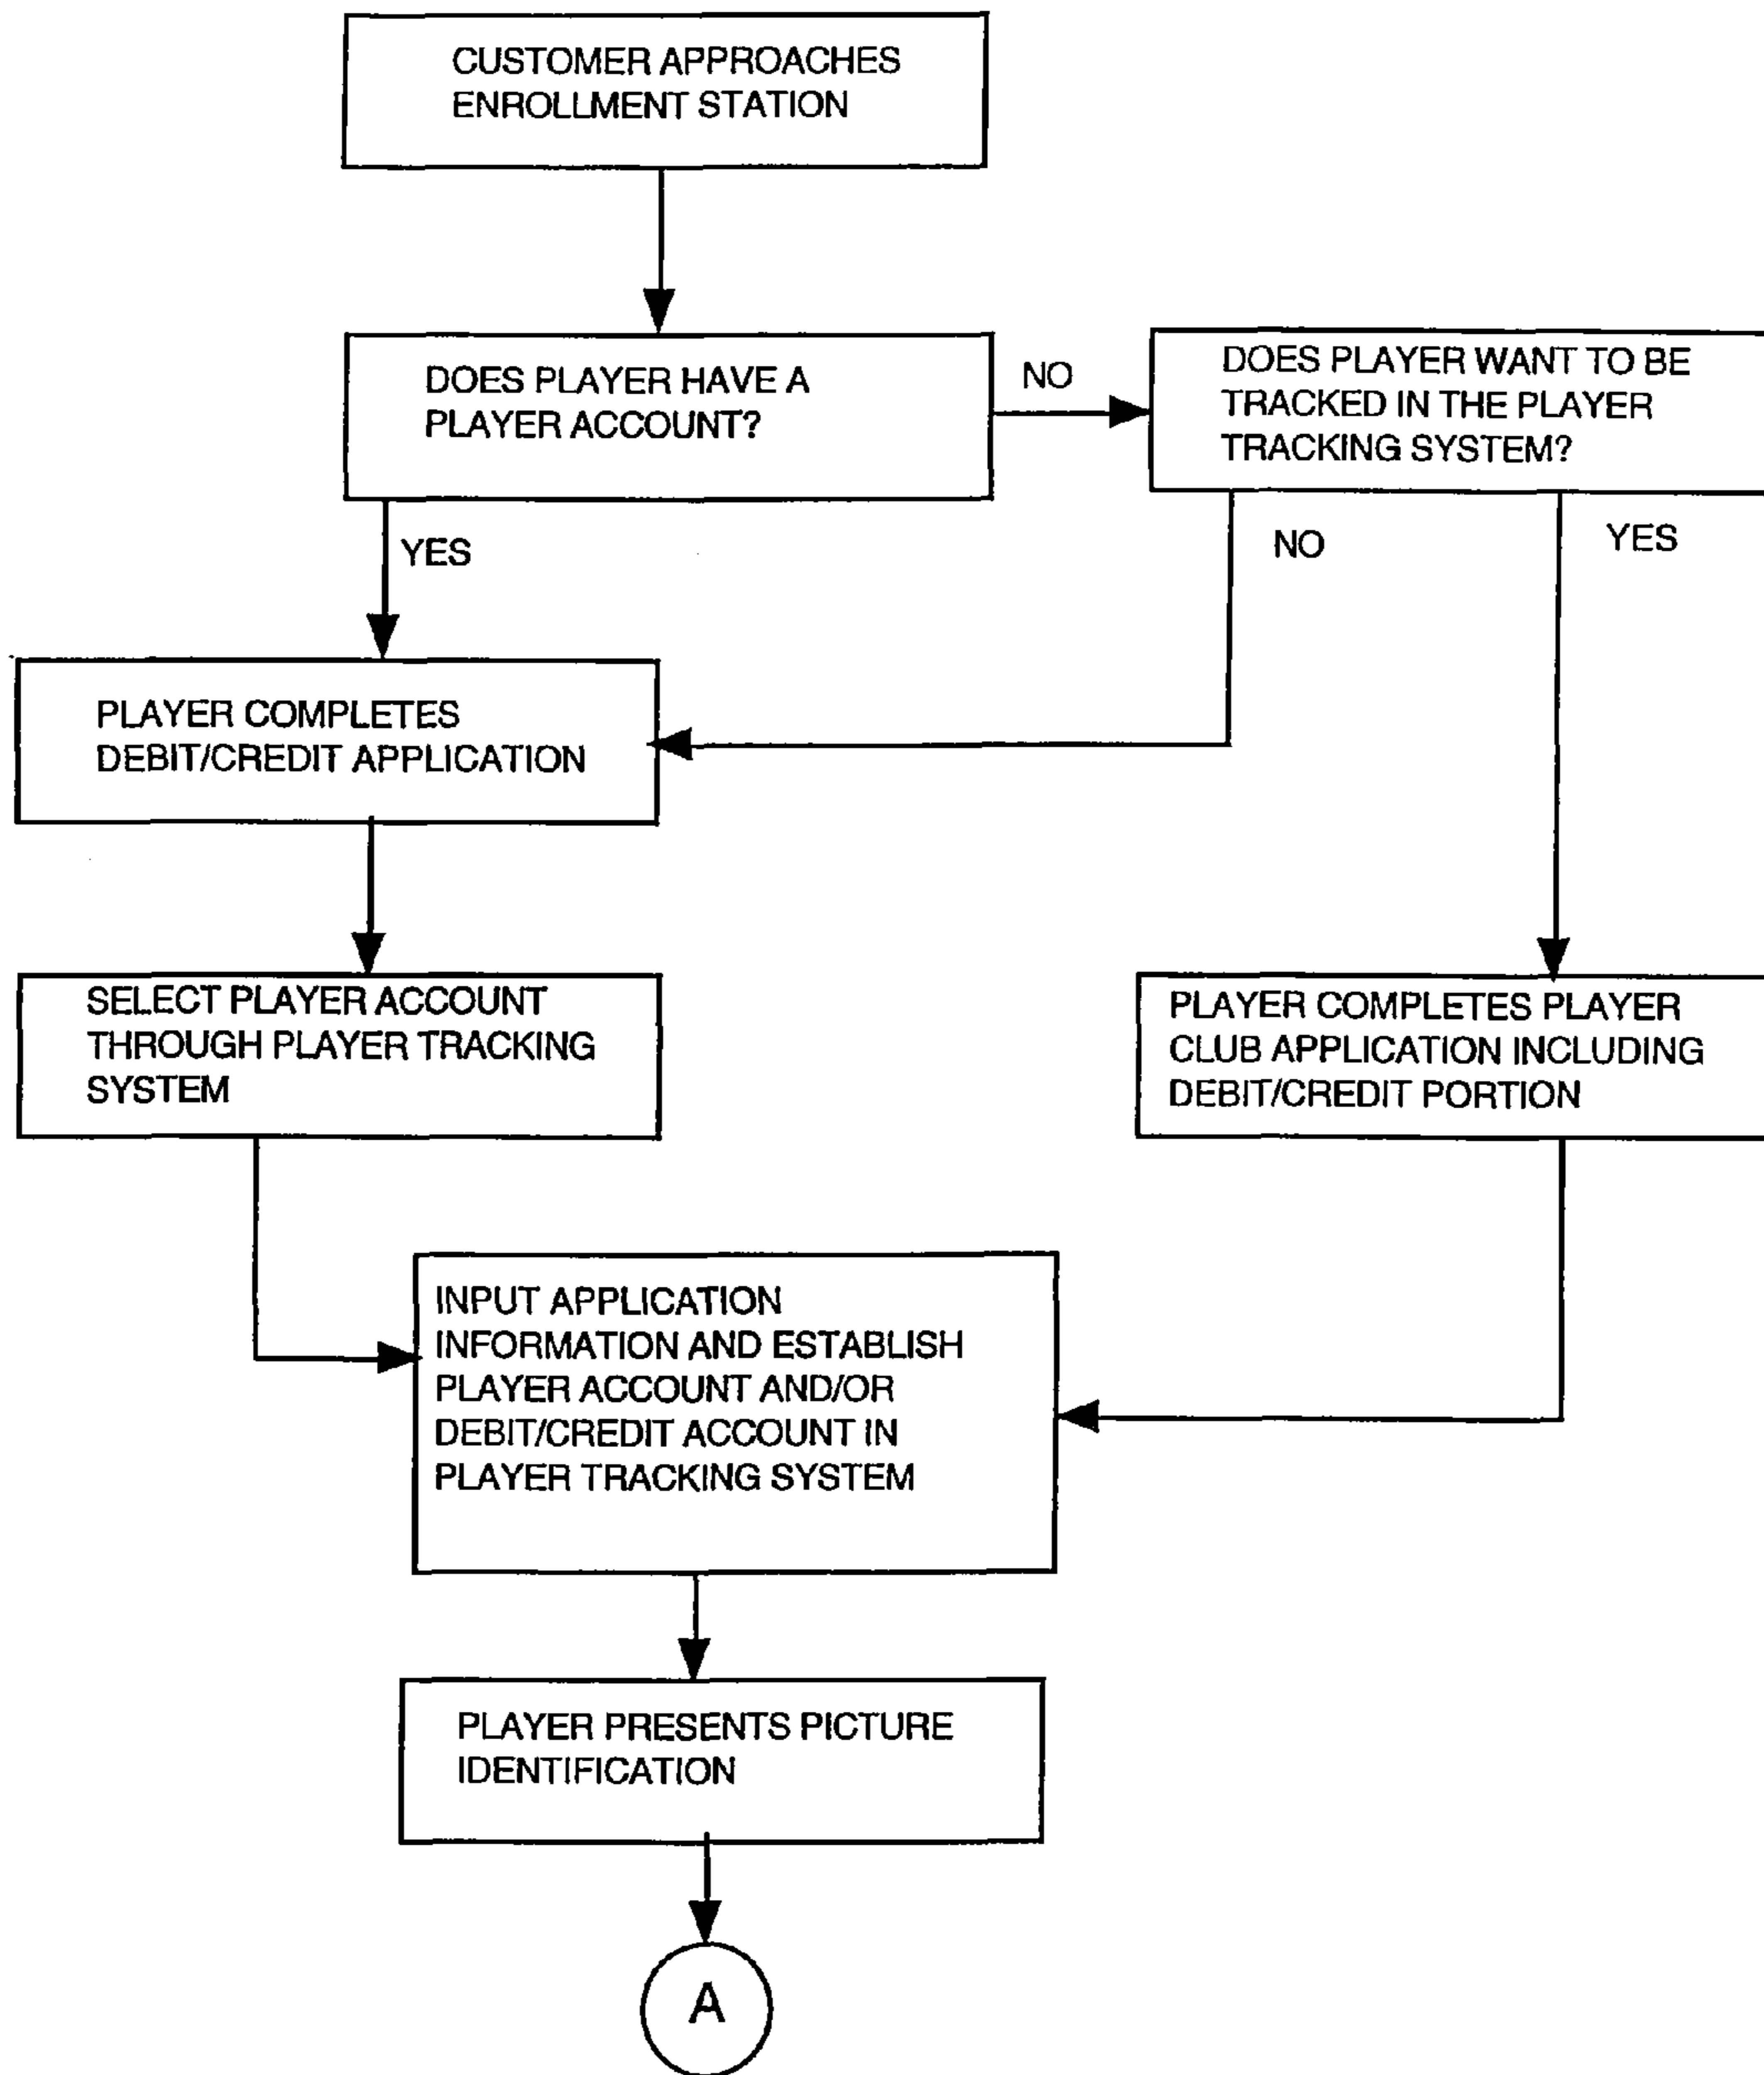 CUSTOMER APPROACHES
ENROLLMENT STATION
DOES PLAYER HAVE A
PLAYER ACCOUNT?
NO
DOES PLAYER WANT TO BE
TRACKED IN THE PLAYER
TRACKING SYSTEM?
YES
NO
YES
PLAYER COMPLETES
DEBIT/CREDIT APPLICATION
SELECT PLAYER ACCOUNT
THROUGH PLAYER TRACKING
SYSTEM
PLAYER COMPLETES PLAYER
CLUB APPLICATION INCLUDING
DEBIT/CREDIT PORTION
INPUT APPLICATION
INFORMATION AND ESTABLISH
PLAYER ACCOUNT AND/OR
DEBIT/CREDIT ACCOUNT IN
PLAYER TRACKING SYSTEM
PLAYER PRESENTS PICTURE
IDENTIFICATION
A